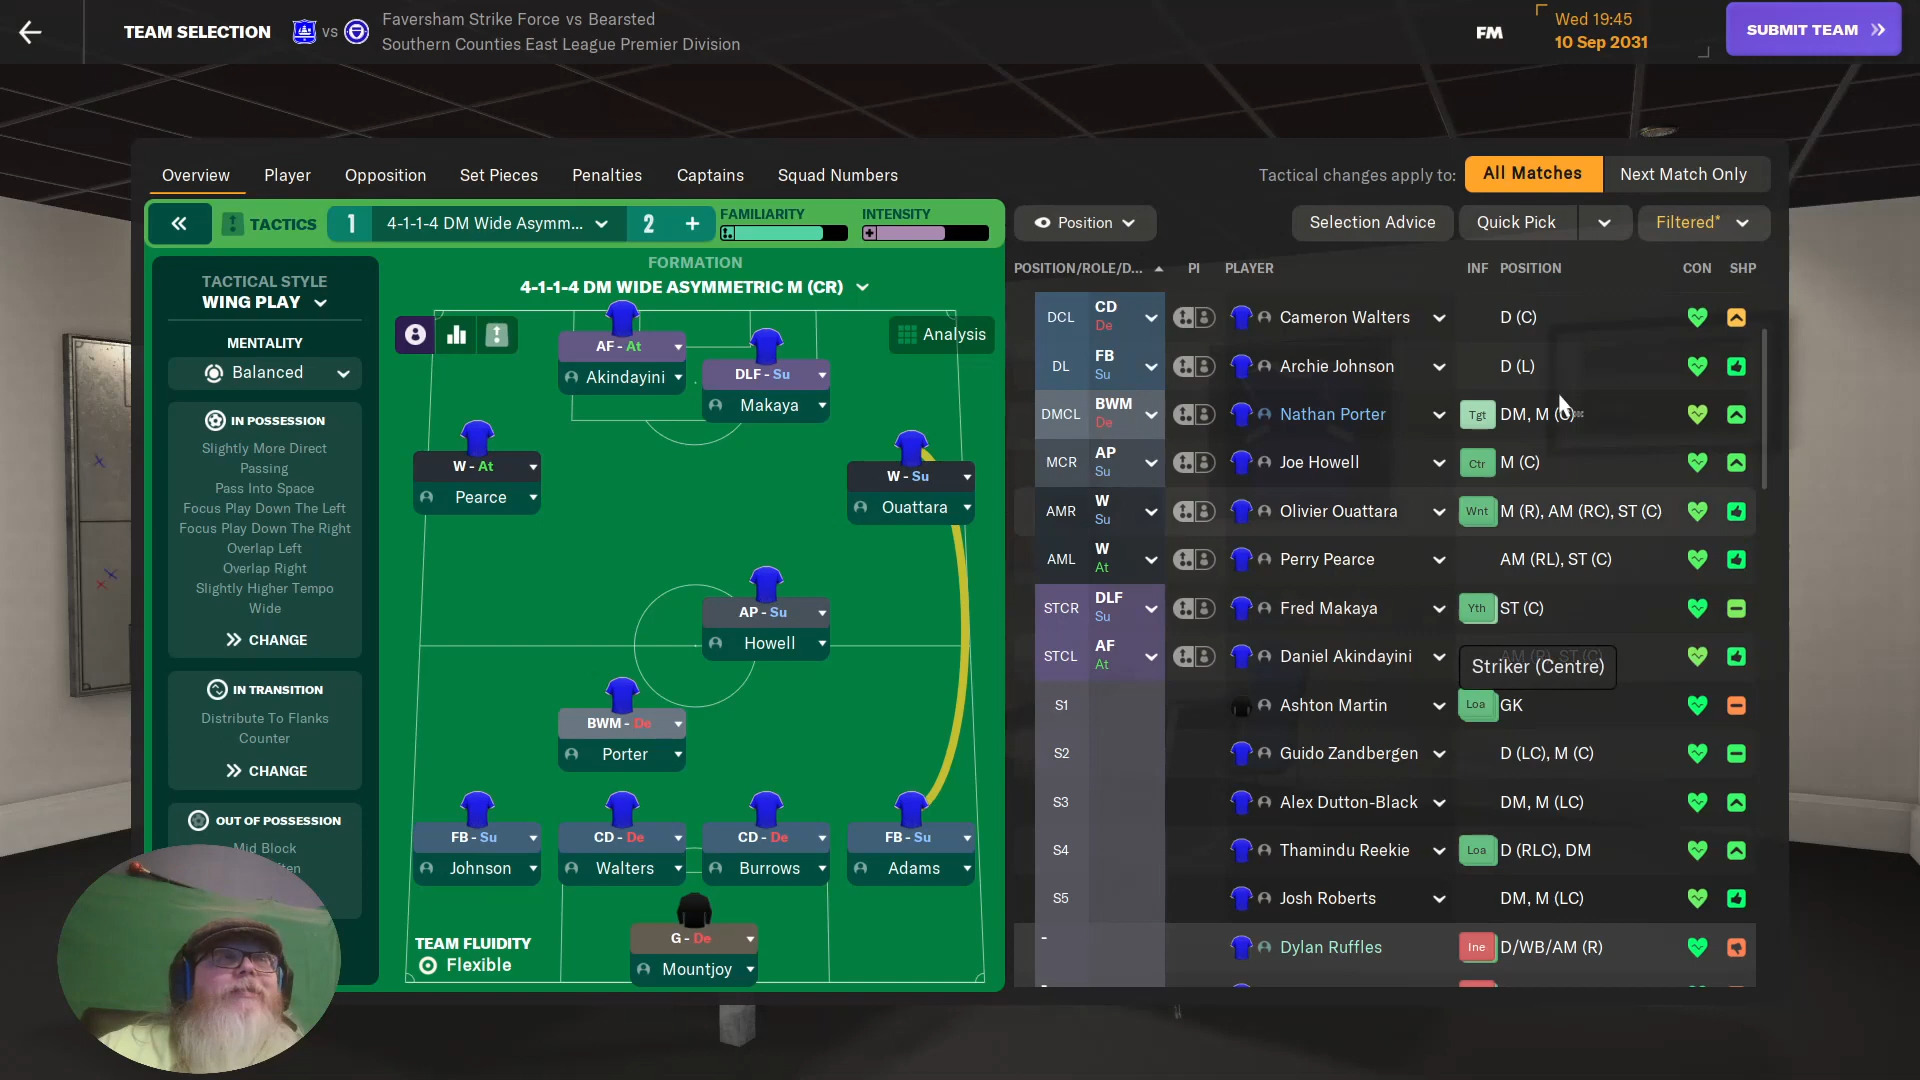 TEAM SELECTION
vs
Faversham Strike Force vs Bearsted
Southern Counties East League Premier Division
FM
Wed 19:45
10 Sep 2031
SUBMIT TEAM
Overview
Player
Opposition
Set Pieces
Penalties
Captains
Squad Numbers
Tactical changes apply to:
All Matches
Next Match Only
TACTICS
1
4-1-1-4 DM Wide Asymm...
2
FAMILIARITY
INTENSITY
Position
Selection Advice
Quick Pick
Filtered*
TACTICAL STYLE
WING PLAY
MENTALITY
Balanced
IN POSSESSION
Slightly More Direct
Passing
Pass Into Space
Focus Play Down The Left
Focus Play Down The Right
Overlap Left
Overlap Right
Slightly Higher Tempo
Wide
CHANGE
IN TRANSITION
Distribute To Flanks
Counter
CHANGE
OUT OF POSSESSION
Mid Block
FORMATION
4-1-1-4 DM WIDE ASYMMETRIC M (CR)
Analysis
AF - At
Akindayini
DLF - Su
Makaya
W - At
Pearce
W - Su
Ouattara
AP - Su
Howell
BWM - De
Porter
FB - Su
Johnson
CD - De
Walters
CD - De
Burrows
FB - Su
Adams
G - De
Mountjoy
TEAM FLUIDITY
Flexible
POSITION/ROLE/D... PI PLAYER INF POSITION CON SHP
DCL CD De Cameron Walters D (C)
DL FB Su Archie Johnson D (L)
DMCL BWM De Nathan Porter Tgt DM, M (C)
MCR AP Su Joe Howell Ctr M (C)
AMR W Su Olivier Ouattara Wnt M (R), AM (RC), ST (C)
AML W At Perry Pearce AM (RL), ST (C)
STCR DLF Su Fred Makaya Yth ST (C)
STCL AF At Daniel Akindayini
Striker (Centre)
S1 Ashton Martin Loa GK
S2 Guido Zandbergen D (LC), M (C)
S3 Alex Dutton-Black DM, M (LC)
S4 Thamindu Reekie Loa D (RLC), DM
S5 Josh Roberts DM, M (LC)
- Dylan Ruffles Ine D/WB/AM (R)